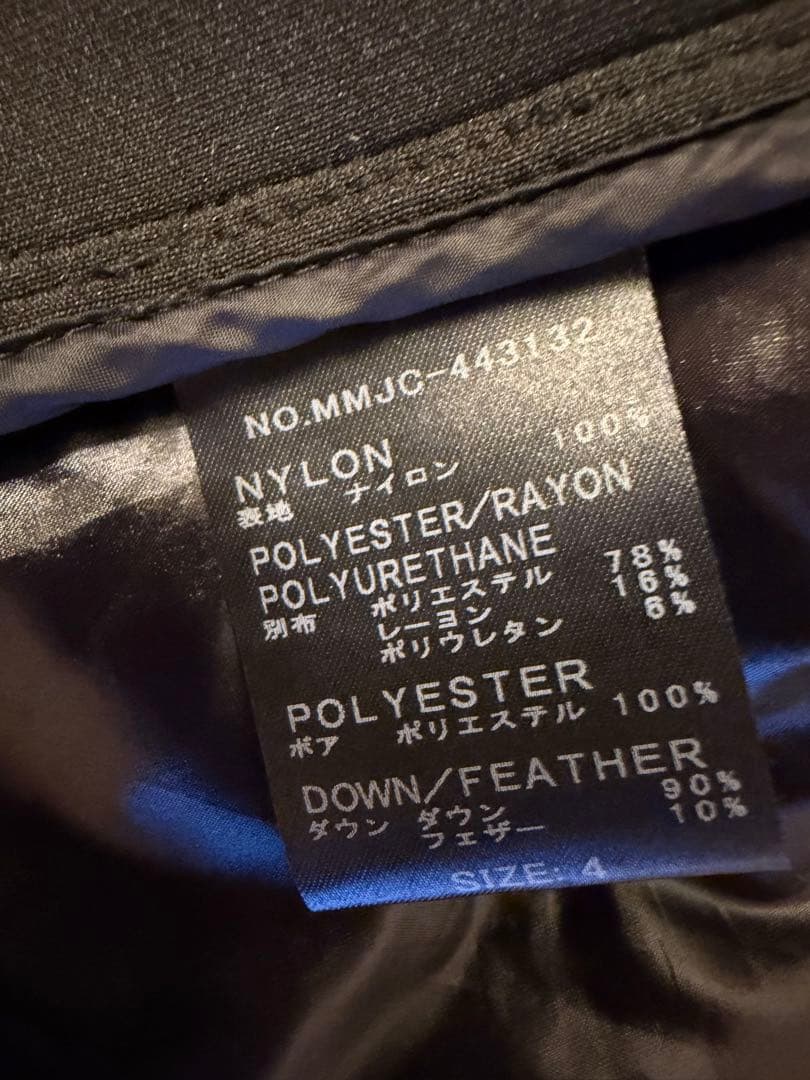 NO.MMJC-443132
NYLON 100%
表地 ナイロン
POLYESTER/RAYON
POLYURETHANE
別布 ポリエステル 78%
レーヨン 16%
ポリウレタン 6%
POLYESTER
ボア ポリエステル 100%
DOWN/FEATHER
ダウン ダウン 90%
フェザー 10%
SIZE: 4